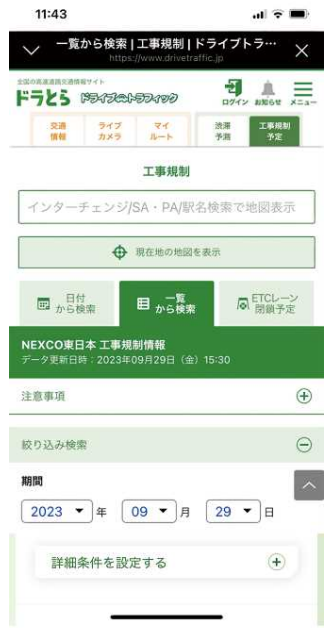 11:43
一覧から検索 | 工事規制 | ドライブトラ…
https://www.drivetraffic.jp
全国の高速道路交通情報サイト
ドラとら ドライブ&トラフィック
ログイン お知らせ メニュー
交通情報 ライブカメラ マイルート 渋滞予測 工事規制予定
工事規制
インターチェンジ/SA・PA/駅名検索で地図表示
現在地の地図を表示
日付から検索 一覧から検索 ETCレーン閉鎖予定
NEXCO東日本 工事規制情報
データ更新日時：2023年09月29日（金）15:30
注意事項
絞り込み検索
期間
2023 年 09 月 29 日
詳細条件を設定する